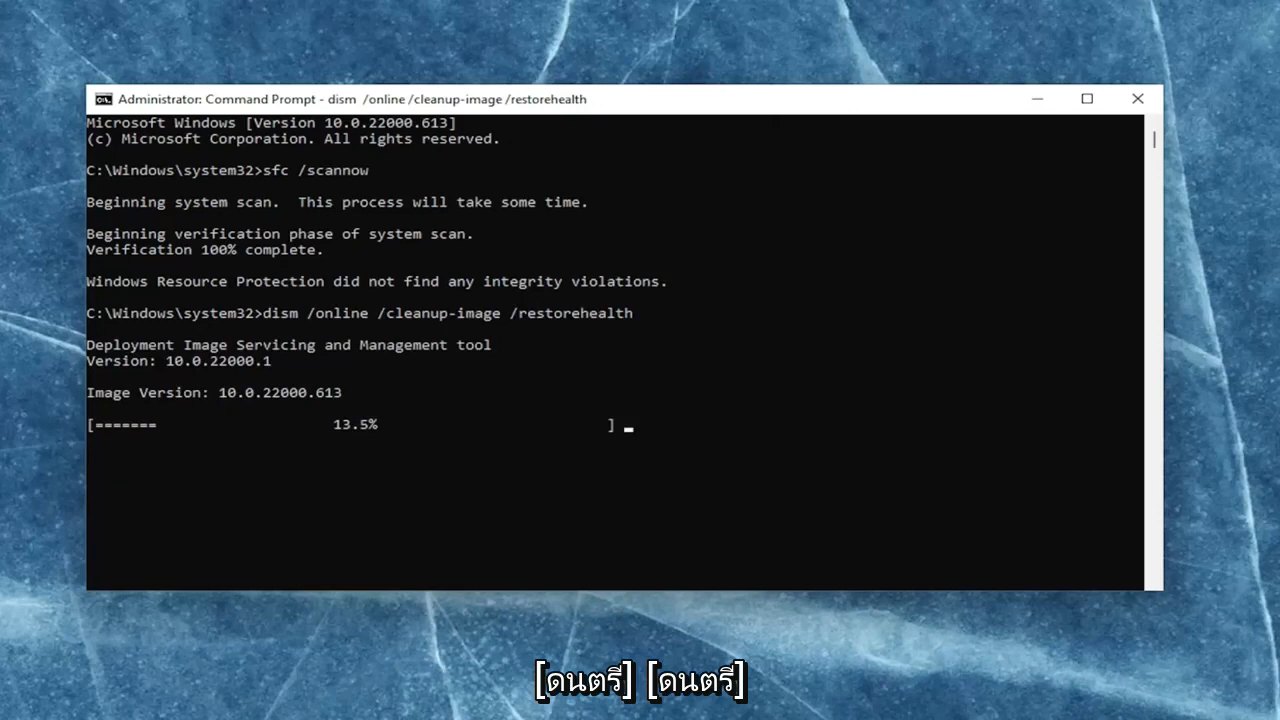 Administrator: Command Prompt - dism  /online /cleanup-image /restorehealth
Microsoft Windows [Version 10.0.22000.613]
(c) Microsoft Corporation. All rights reserved.
C:\Windows\system32>sfc /scannow
Beginning system scan.  This process will take some time.
Beginning verification phase of system scan.
Verification 100% complete.
Windows Resource Protection did not find any integrity violations.
C:\Windows\system32>dism /online /cleanup-image /restorehealth
Deployment Image Servicing and Management tool
Version: 10.0.22000.1
Image Version: 10.0.22000.613
[=======                    13.5%                          ]
[ดนตรี] [ดนตรี]